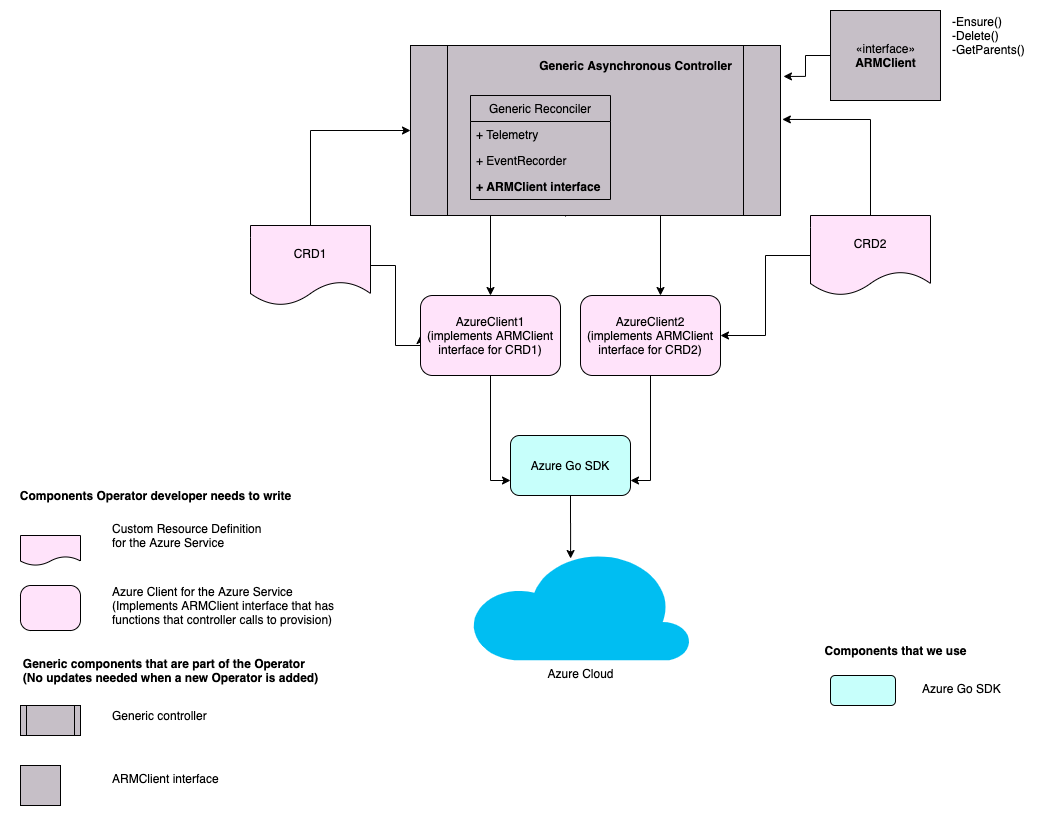 -Ensure()
-Delete()
-GetParents()
«interface»
ARMClient
Generic Asynchronous Controller
Generic Reconciler
+ Telemetry
+ EventRecorder
+ ARMClient interface
CRD1
CRD2
AzureClient1
(implements ARMClient
interface for CRD1)
AzureClient2
(implements ARMClient
interface for CRD2)
Azure Go SDK
Azure Cloud
Components Operator developer needs to write
Custom Resource Definition
for the Azure Service
Azure Client for the Azure Service
(Implements ARMClient interface that has
functions that controller calls to provision)
Generic components that are part of the Operator
(No updates needed when a new Operator is added)
Generic controller
ARMClient interface
Components that we use
Azure Go SDK